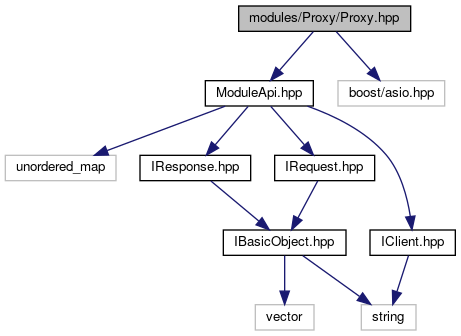 modules/Proxy/Proxy.hpp
ModuleApi.hpp
boost/asio.hpp
unordered_map
IResponse.hpp
IRequest.hpp
IBasicObject.hpp
IClient.hpp
vector
string